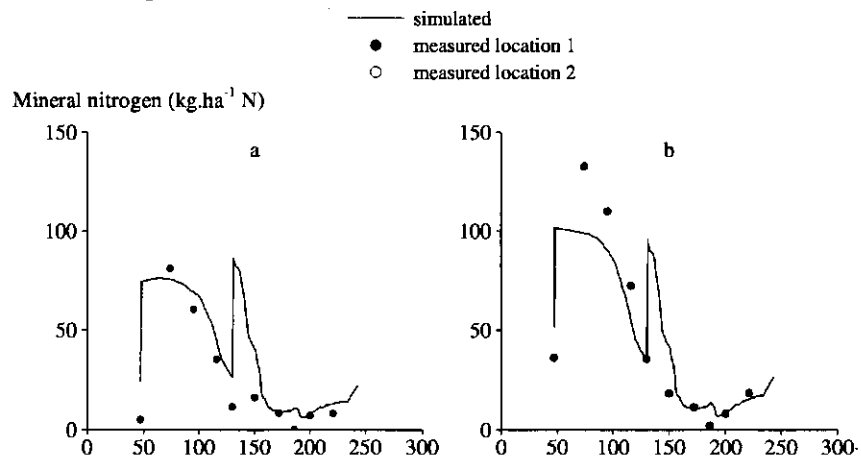 simulated
measured location 1
measured location 2
Mineral nitrogen (kg.ha⁻¹ N)
a
b
150
100
50
0
0 50 100 150 200 250 300
150
100
50
0
0 50 100 150 200 250 300